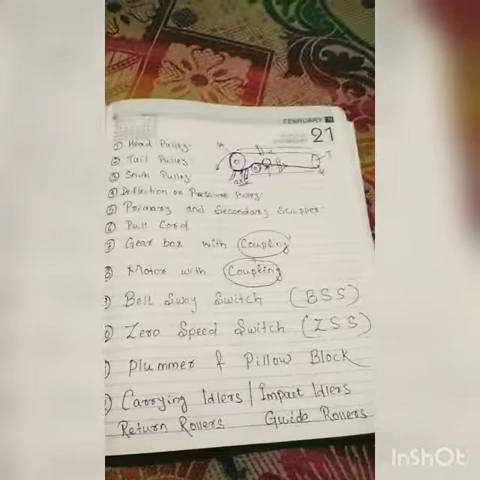 FEBRUARY
21
① Head Pulley.
② Tail Pulley.
③ Snub Pulley
④ Deflection or Pressure Pulley.
⑤ Primary and Secondary Scupper
⑥ Pull Cord
⑦ Gear box with Coupling
⑧ Motor with Coupling
) Belt Sway Switch (BSS)
) Zero Speed Switch (ZSS)
) Plummer & Pillow Block
) Carrying Idlers / Impact Idlers
Return Rollers Guide Rollers
InShOt